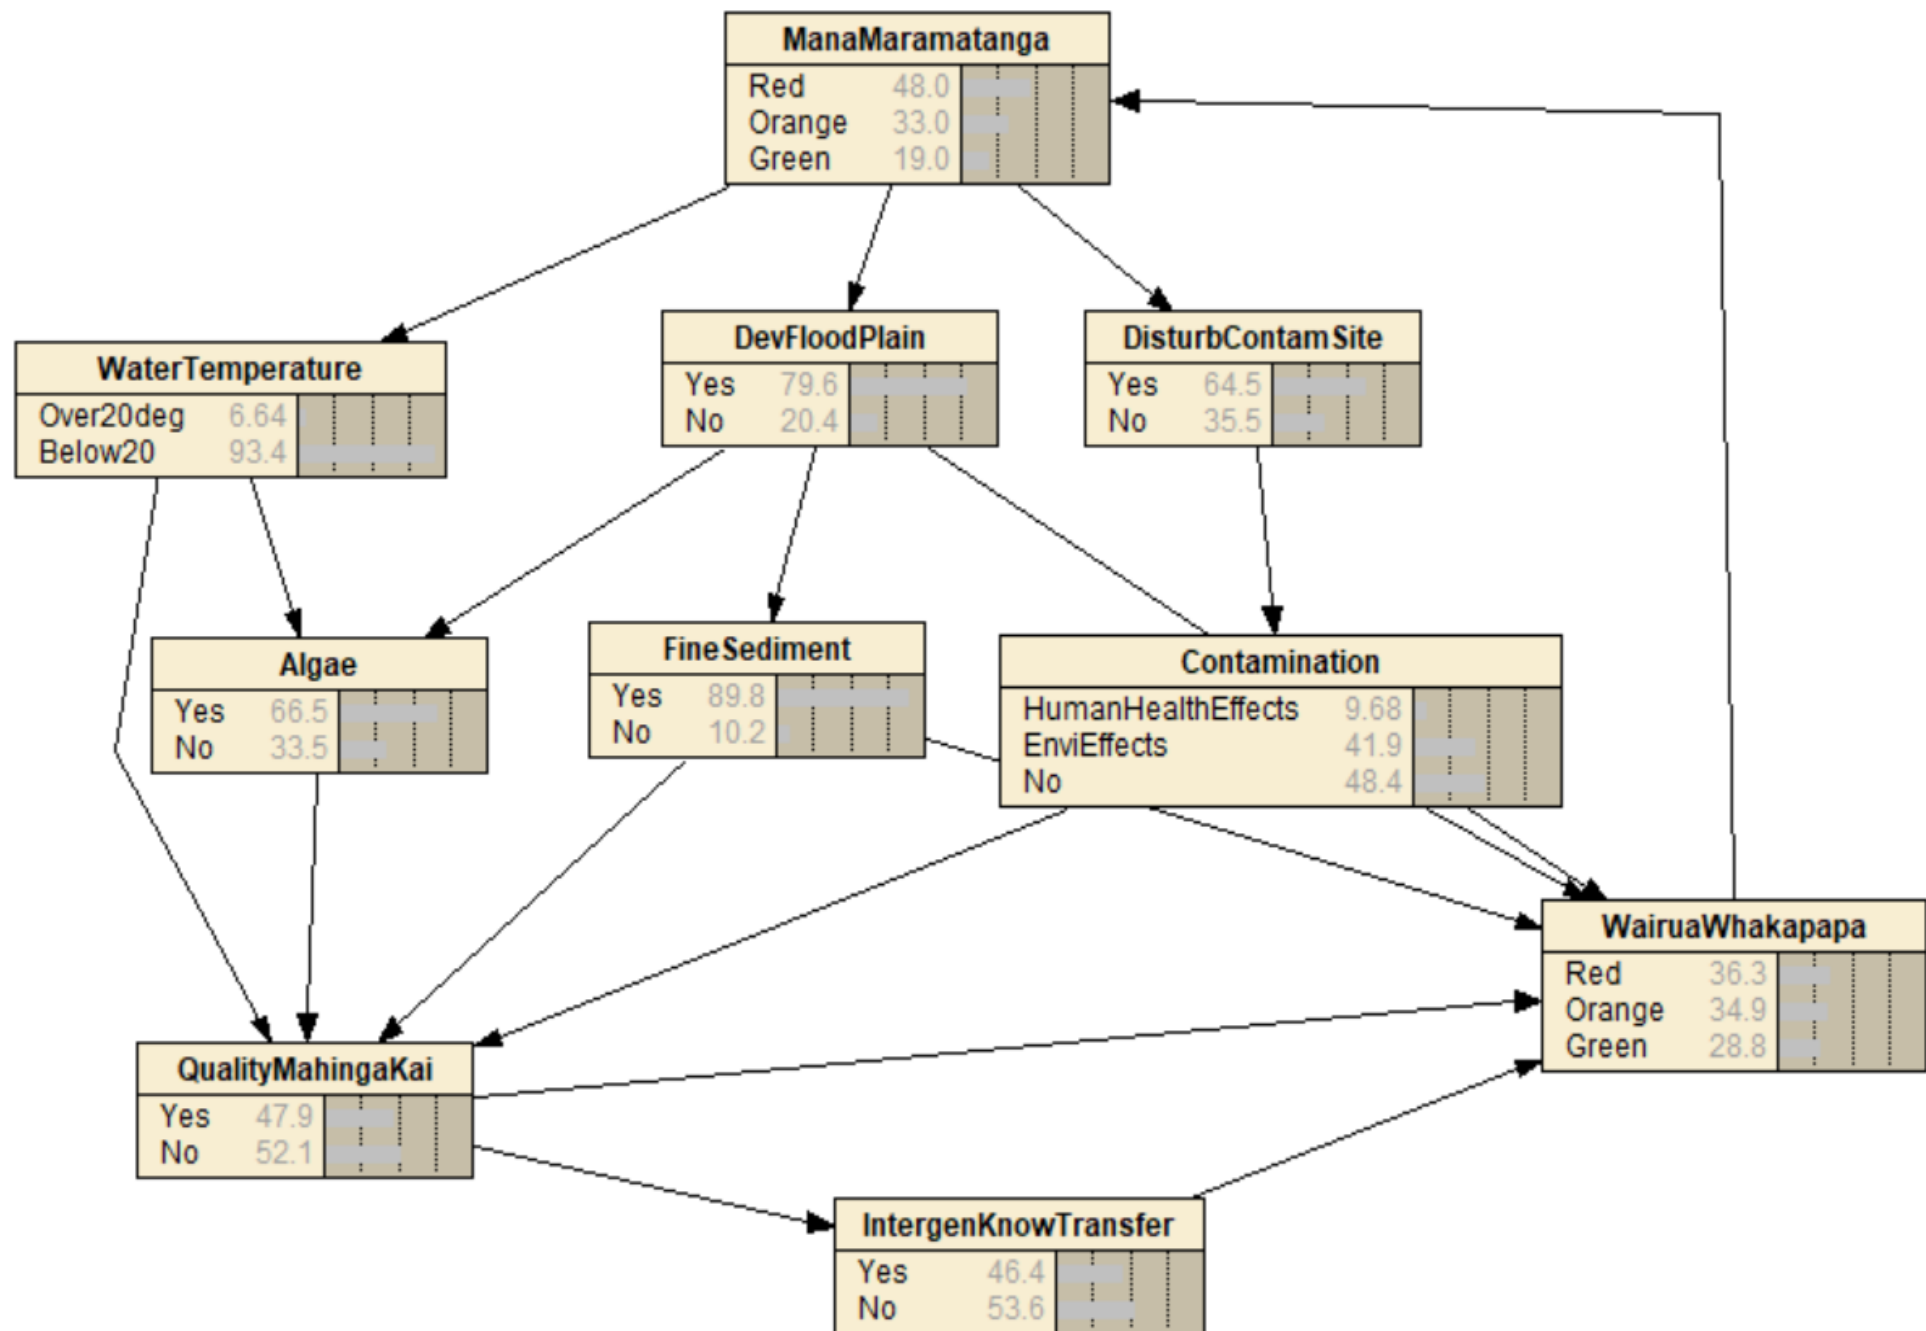 ManaMaramatanga
Red 48.0
Orange 33.0
Green 19.0
WaterTemperature
Over20deg 6.64
Below20 93.4
DevFloodPlain
Yes 79.6
No 20.4
DisturbContamSite
Yes 64.5
No 35.5
Algae
Yes 66.5
No 33.5
FineSediment
Yes 89.8
No 10.2
Contamination
HumanHealthEffects 9.68
EnviEffects 41.9
No 48.4
WairuaWhakapapa
Red 36.3
Orange 34.9
Green 28.8
QualityMahingaKai
Yes 47.9
No 52.1
IntergenKnowTransfer
Yes 46.4
No 53.6